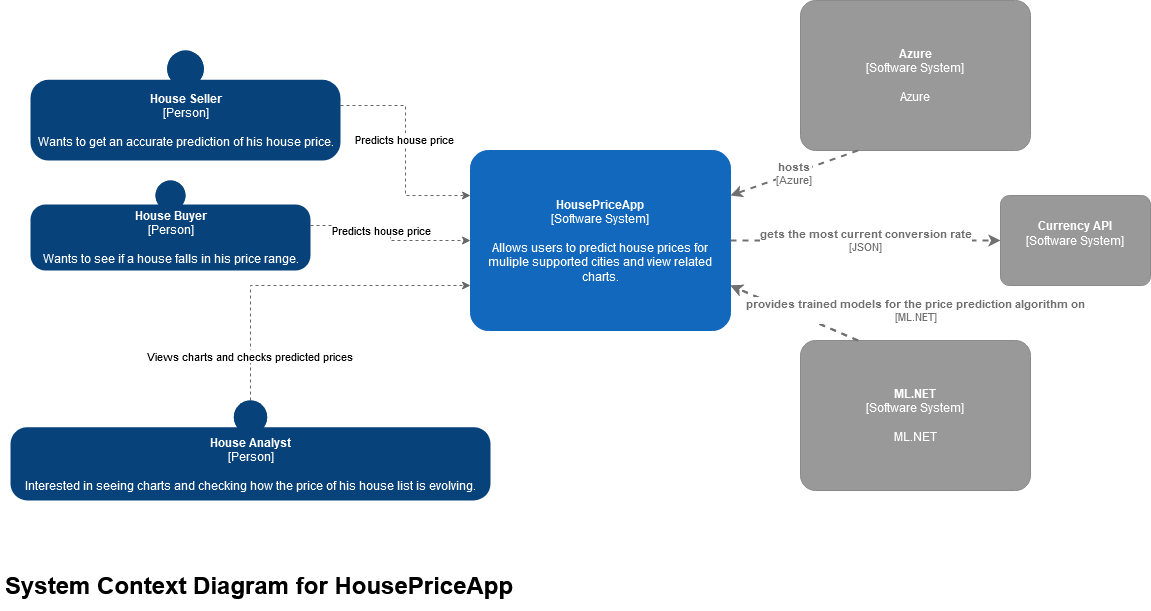 House Seller
[Person]
Wants to get an accurate prediction of his house price.
Predicts house price
House Buyer
[Person]
Wants to see if a house falls in his price range.
Predicts house price
Views charts and checks predicted prices
House Analyst
[Person]
Interested in seeing charts and checking how the price of his house list is evolving.
HousePriceApp
[Software System]
Allows users to predict house prices for
muliple supported cities and view related
charts.
Azure
[Software System]
Azure
hosts
[Azure]
gets the most current conversion rate
[JSON]
Currency API
[Software System]
provides trained models for the price prediction algorithm on
[ML.NET]
ML.NET
[Software System]
ML.NET
System Context Diagram for HousePriceApp